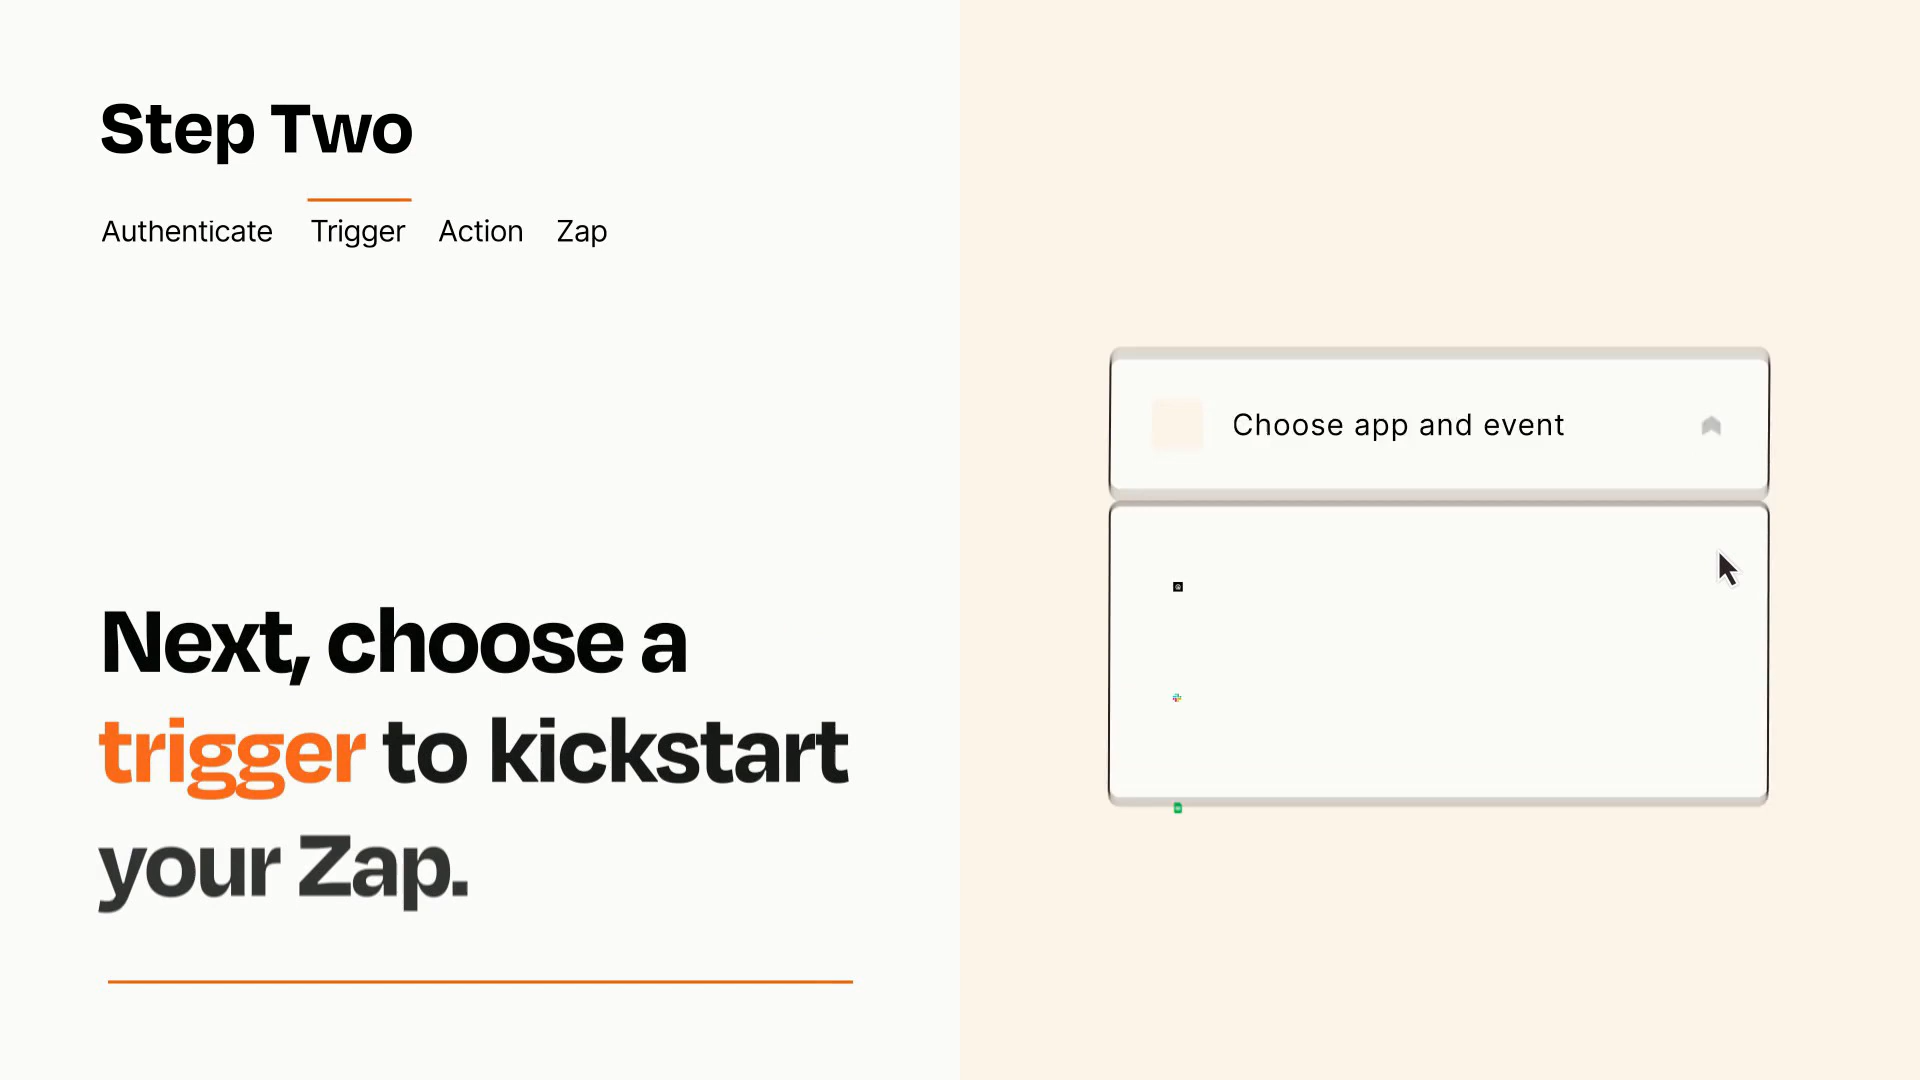 Step Two
Authenticate Trigger Action Zap
Next, choose a
trigger to kickstart
your Zap.
Choose app and event